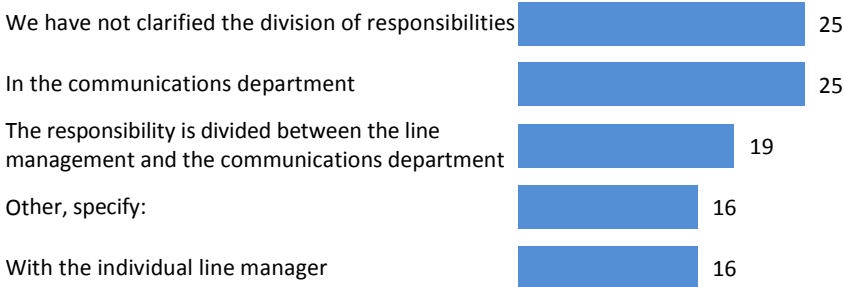 We have not clarified the division of responsibilities 25
In the communications department 25
The responsibility is divided between the line
management and the communications department 19
Other, specify: 16
With the individual line manager 16